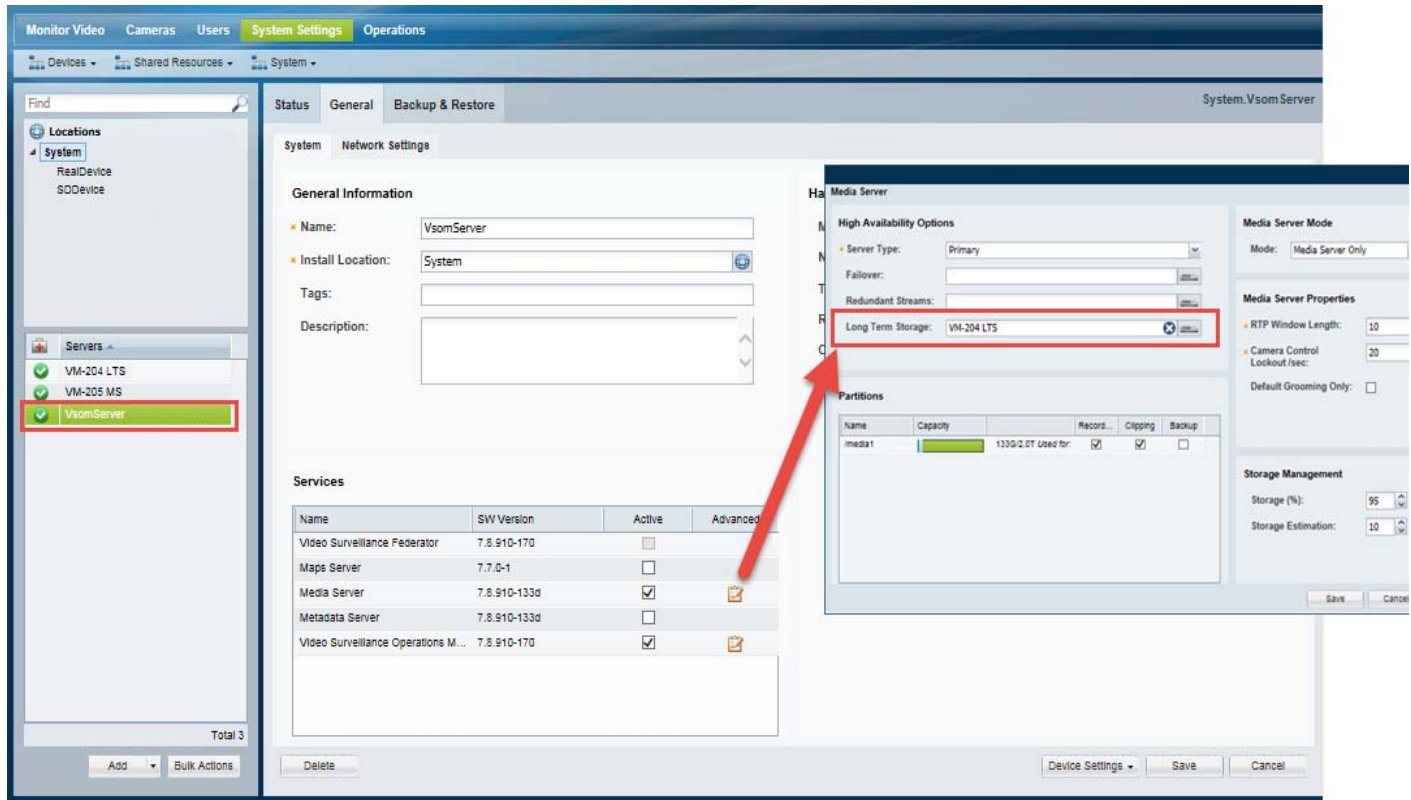 Monitor Video Cameras Users System Settings Operations
Devices Shared Resources System
Find
Locations
System
RealDevice
SDDevice
Servers
VM-204 LTS
VM-205 MS
VsomServer
Total 3
Add Bulk Actions
Status General Backup & Restore
System.VsomServer
System Network Settings
General Information
Name: VsomServer
Install Location: System
Tags:
Description:
Services
Name SW Version Active Advanced
Video Surveillance Federator 7.8.910-170
Maps Server 7.7.0-1
Media Server 7.8.910-133d
Metadata Server 7.8.910-133d
Video Surveillance Operations M... 7.8.910-170
Delete
Device Settings Save Cancel
Ha
M
N
T
R
Media Server
High Availability Options
Server Type: Primary
Failover:
Redundant Streams:
Long Term Storage: VM-204 LTS
Partitions
Name Capacity Record... Clipping Backup
/media1 133G/2.0T Used for:
Media Server Mode
Mode: Media Server Only
Media Server Properties
RTP Window Length: 10
Camera Control
Lockout /sec: 20
Default Grooming Only:
Storage Management
Storage (%): 95
Storage Estimation: 10
Save Cancel